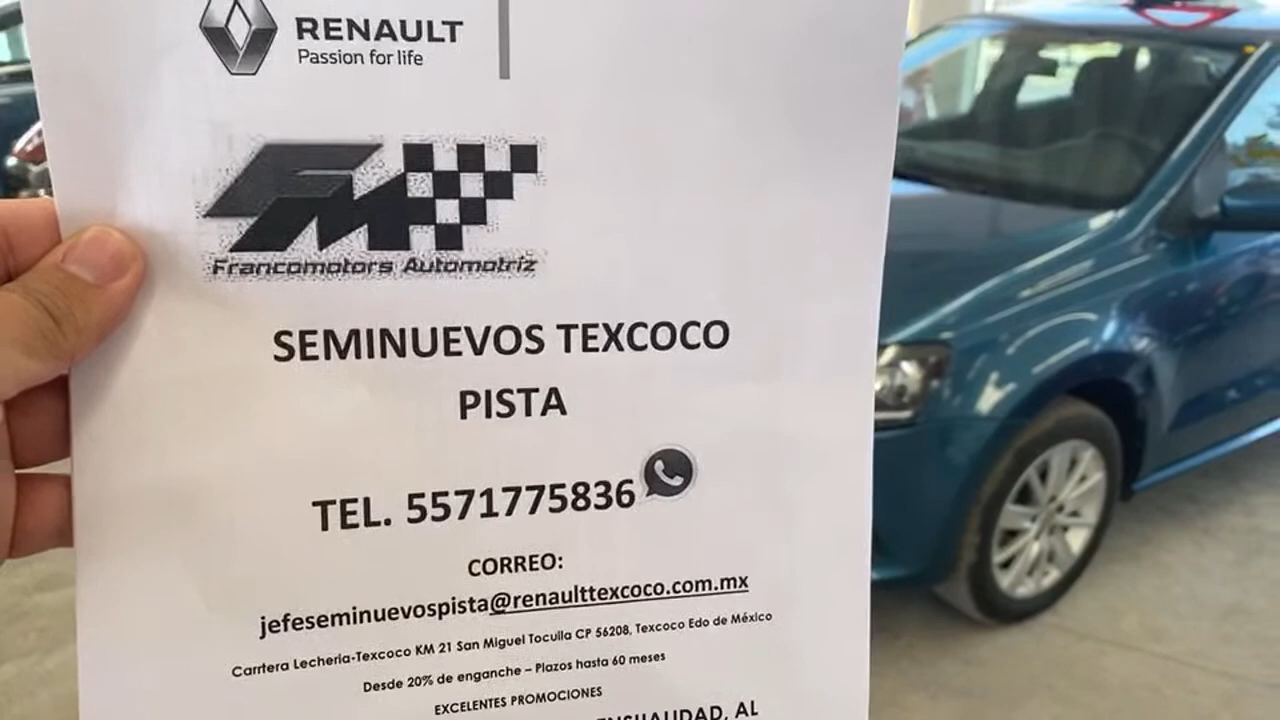 RENAULT
Passion for life
FM
Francomotors Automotriz
SEMINUEVOS TEXCOCO
PISTA
TEL. 5571775836
CORREO:
jefeseminuevospista@renaulttexcoco.com.mx
Carrtera Lecheria-Texcoco KM 21 San Miguel Tocuila CP 56208, Texcoco Edo de México
Desde 20% de enganche – Plazos hasta 60 meses
EXCELENTES PROMOCIONES
AL